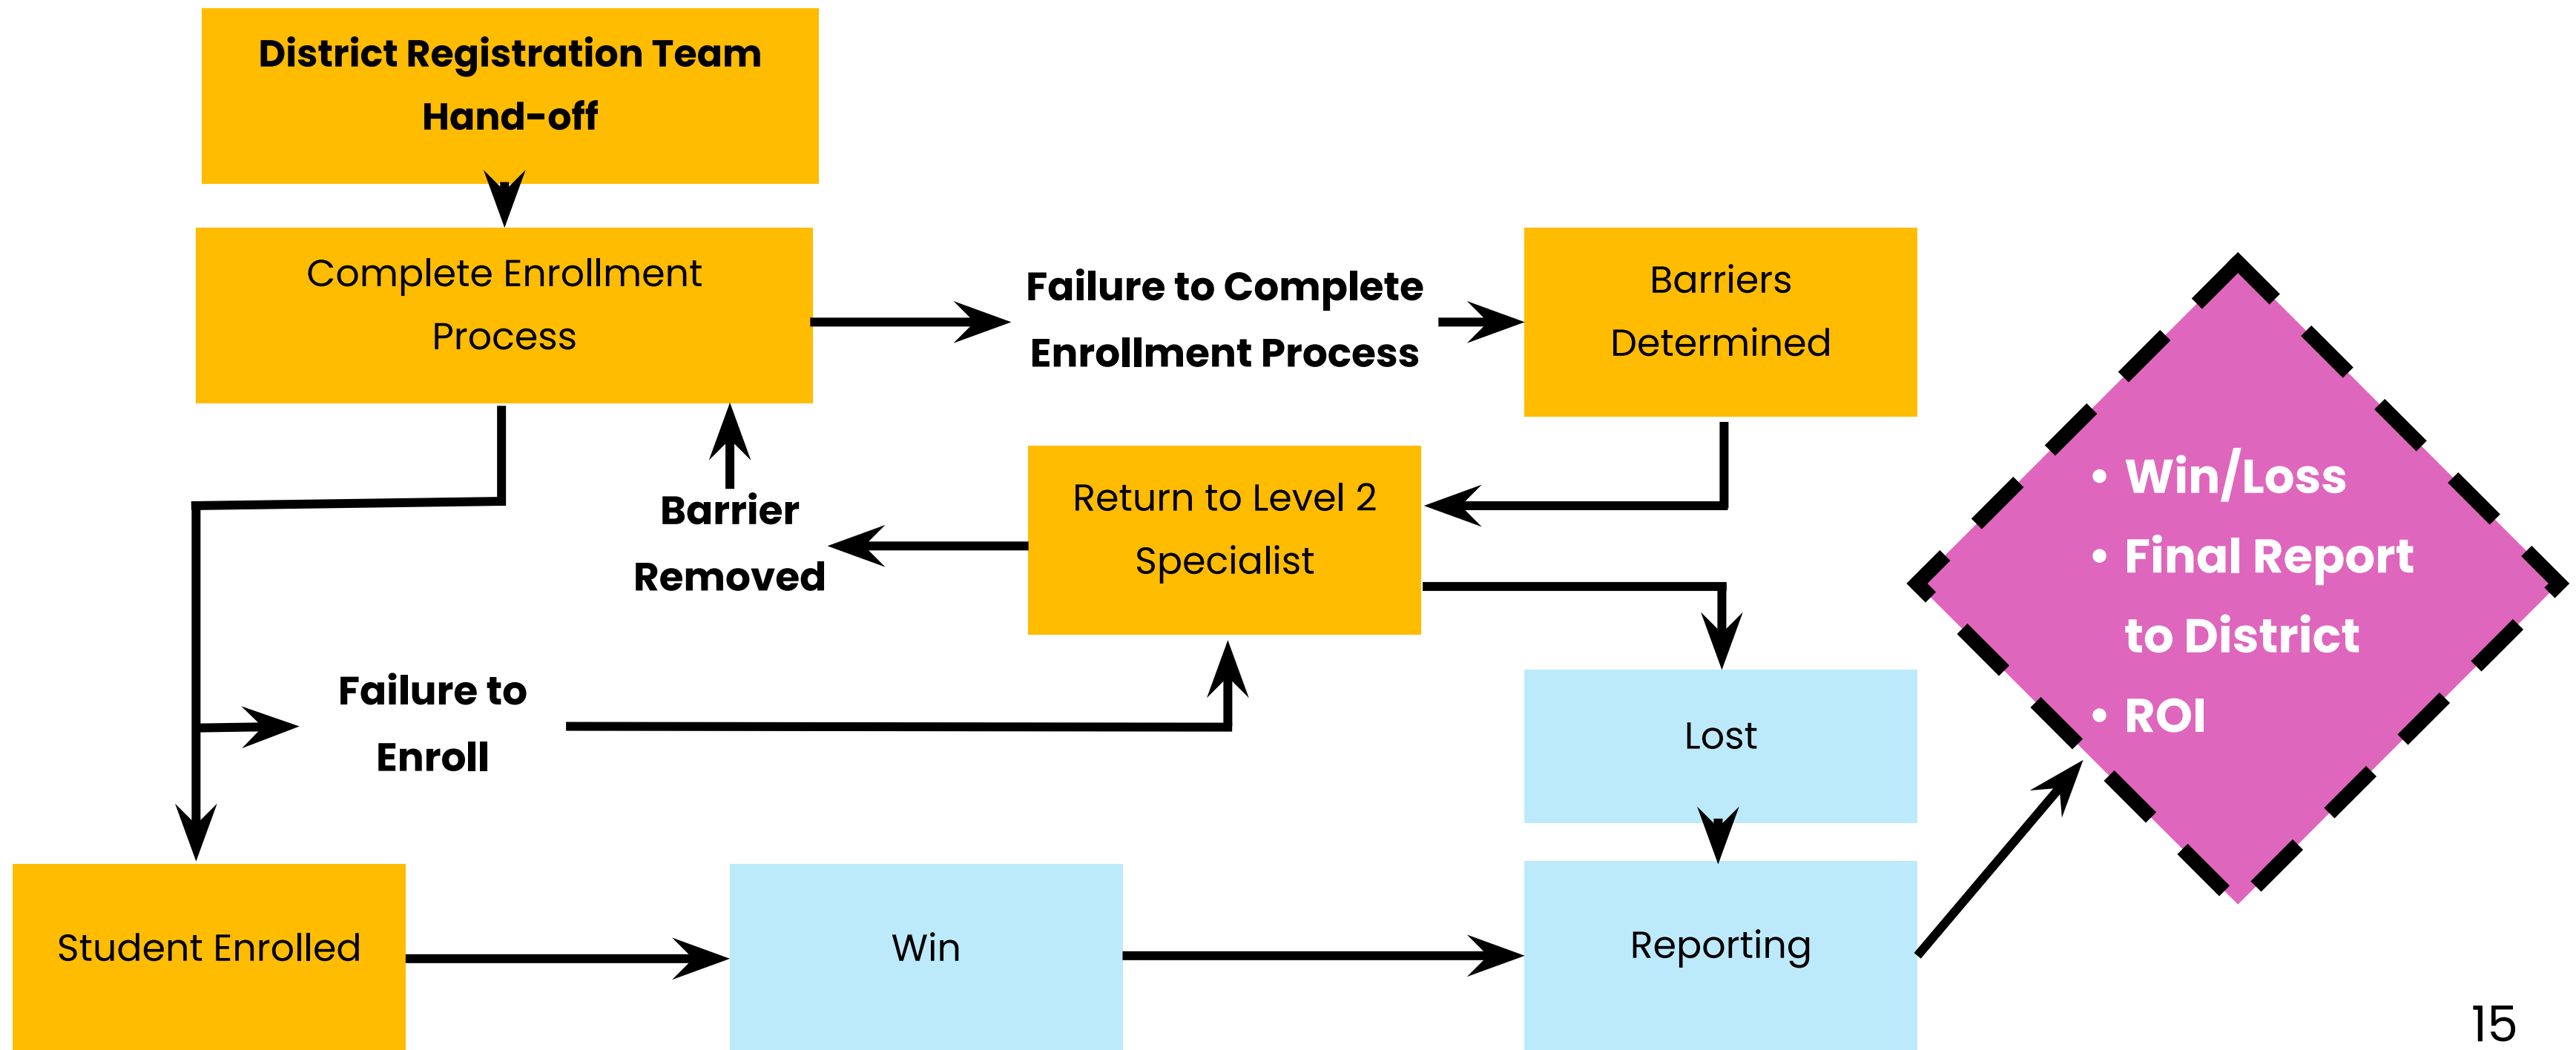 District Registration Team
Hand-off
Complete Enrollment
Process
Failure to Complete
Enrollment Process
Barriers
Determined
Return to Level 2
Specialist
Barrier
Removed
• Win/Loss
• Final Report
to District
• ROI
Failure to
Enroll
Lost
Student Enrolled
Win
Reporting
15